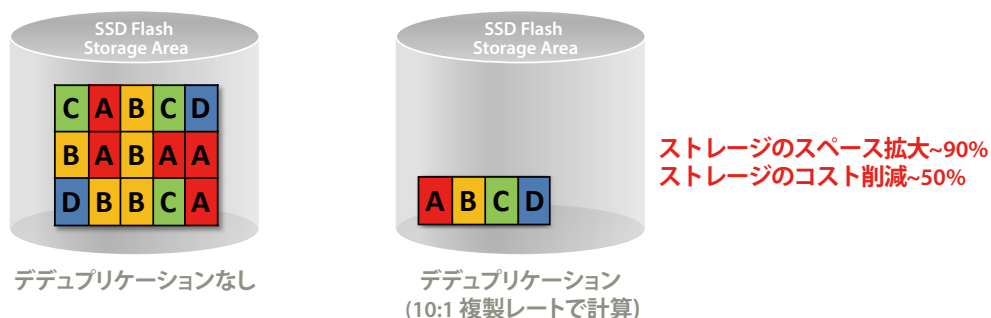 SSD Flash
Storage Area
C A B C D
B A B A A
D B B C A
デデュプリケーションなし
SSD Flash
Storage Area
A B C D
デデュプリケーション
(10:1 複製レートで計算)
ストレージのスペース拡大~90%
ストレージのコスト削減~50%